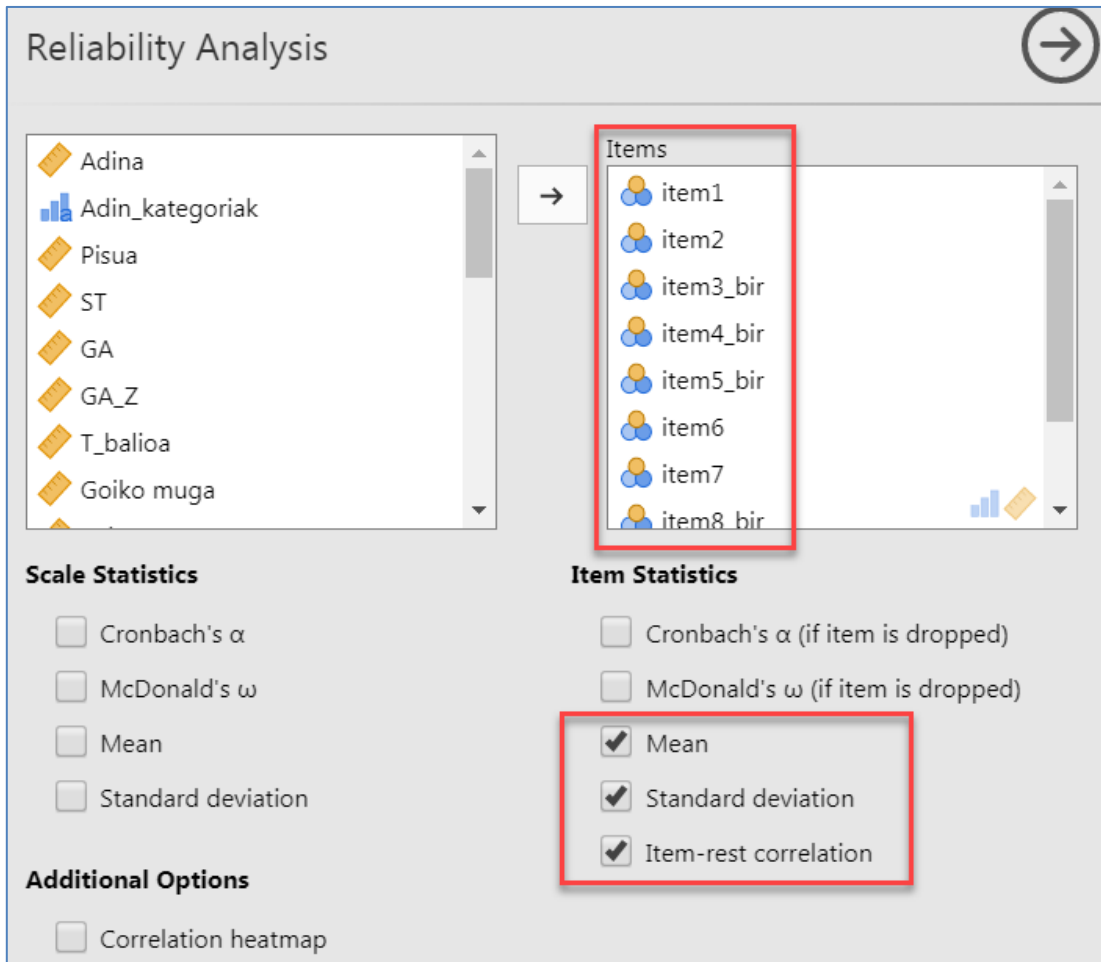 Reliability Analysis
Adina
Adin_kategoriak
Pisua
ST
GA
GA_Z
T_balioa
Goiko muga
Items
item1
item2
item3_bir
item4_bir
item5_bir
item6
item7
item8_bir
Scale Statistics
Cronbach's α
McDonald's ω
Mean
Standard deviation
Additional Options
Correlation heatmap
Item Statistics
Cronbach's α (if item is dropped)
McDonald's ω (if item is dropped)
Mean
Standard deviation
Item-rest correlation